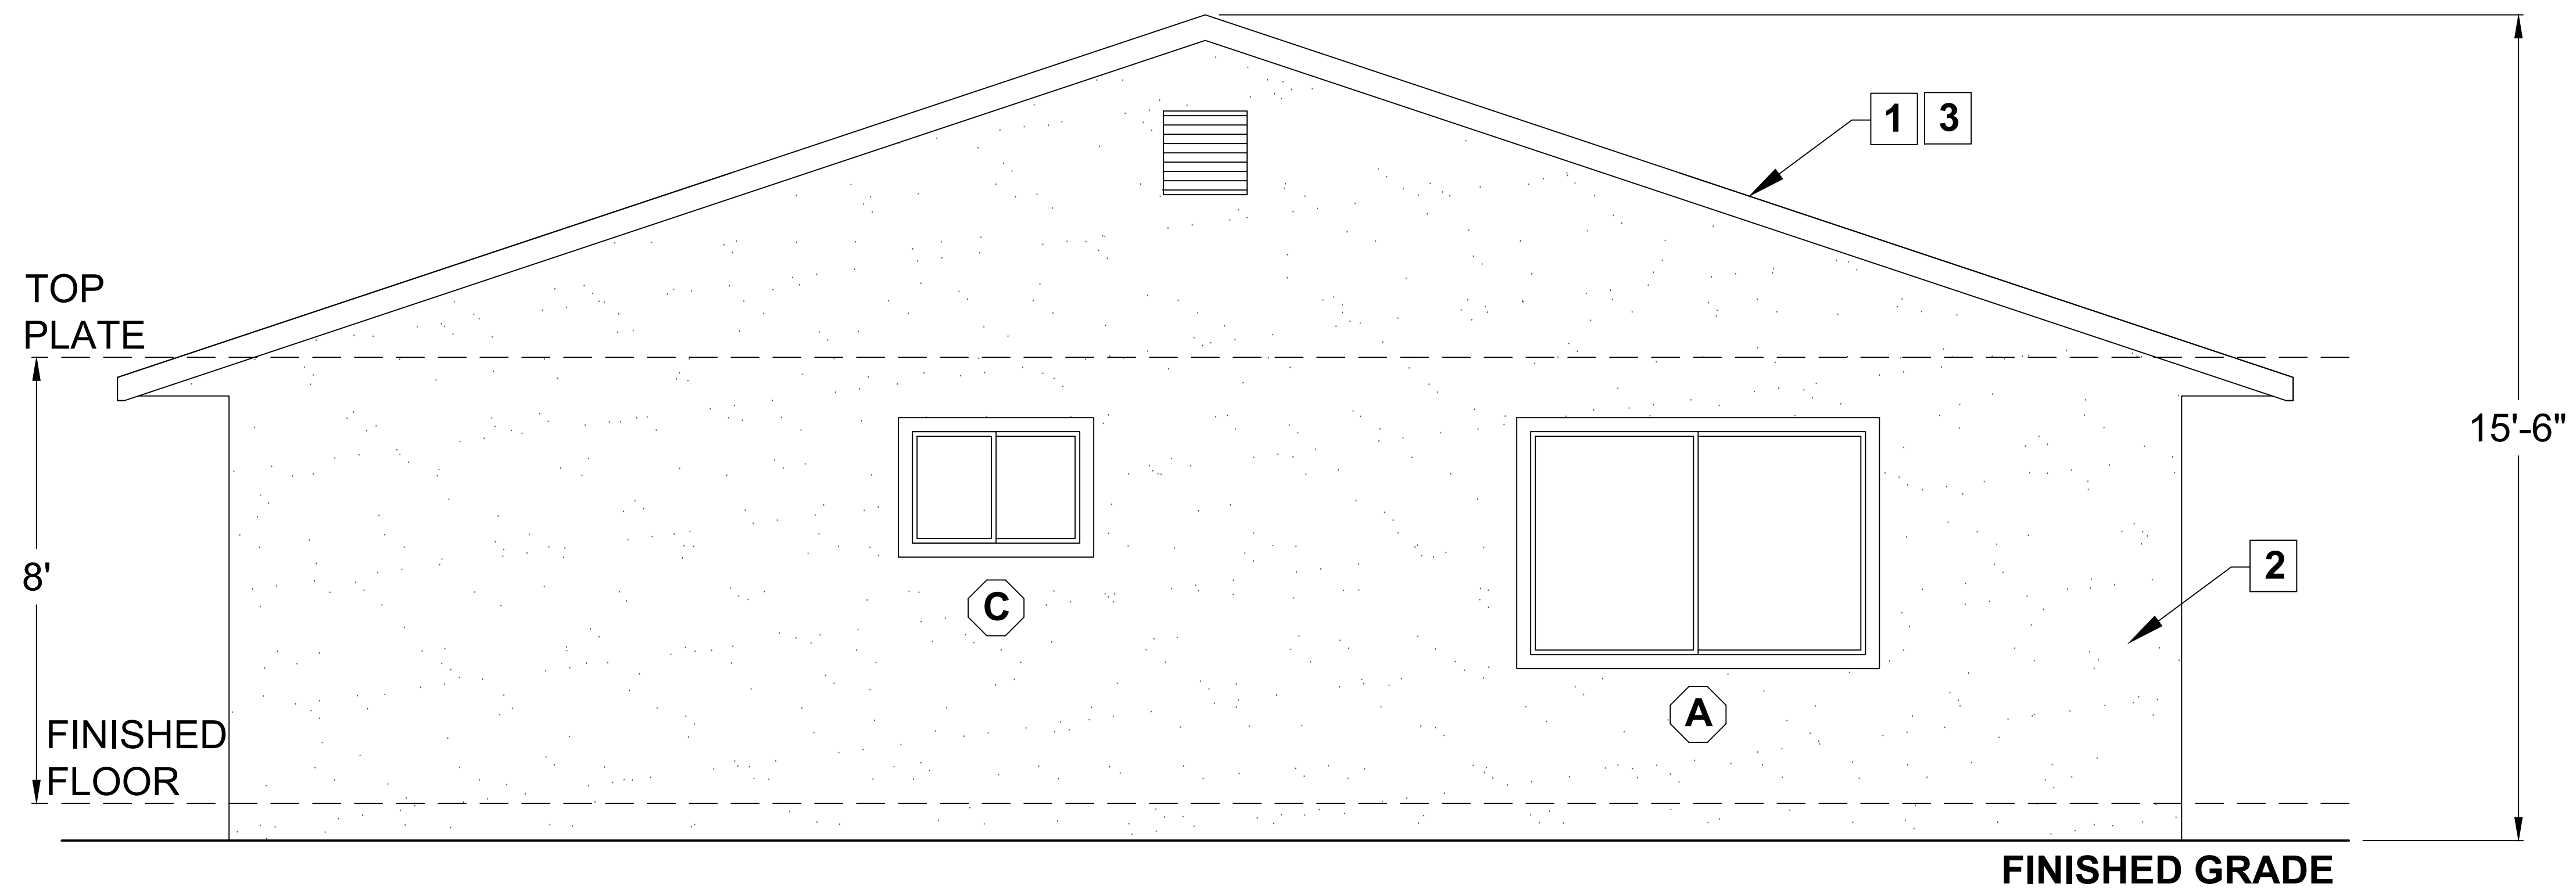 1 3
TOP
PLATE
15'-6"
8'
2
C
A
FINISHED
FLOOR
FINISHED GRADE